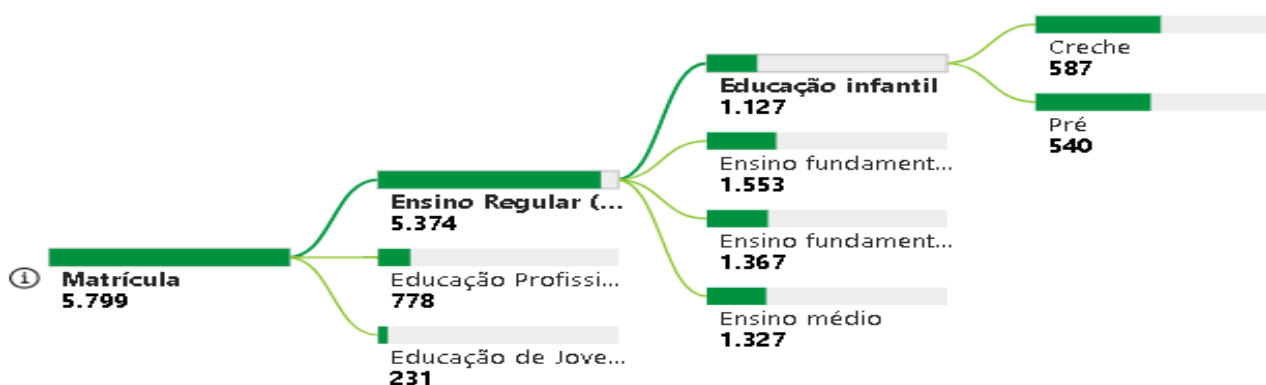 Matrícula
5.799
Ensino Regular (...
5.374
Educação Profissi...
778
Educação de Jove...
231
Educação infantil
1.127
Ensino fundament...
1.553
Ensino fundament...
1.367
Ensino médio
1.327
Creche
587
Pré
540